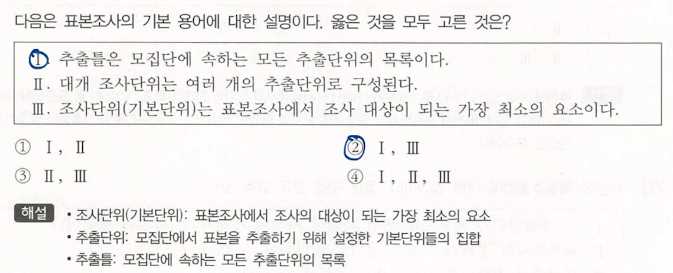 다음은 표본조사의 기본 용어에 대한 설명이다. 옳은 것을 모두 고른 것은?
Ⅰ. 추출틀은 모집단에 속하는 모든 추출단위의 목록이다.
Ⅱ. 대개 조사단위는 여러 개의 추출단위로 구성된다.
Ⅲ. 조사단위(기본단위)는 표본조사에서 조사 대상이 되는 가장 최소의 요소이다.
① Ⅰ, Ⅱ ② Ⅰ, Ⅲ
③ Ⅱ, Ⅲ ④ Ⅰ, Ⅱ, Ⅲ
해설 • 조사단위(기본단위): 표본조사에서 조사의 대상이 되는 가장 최소의 요소
• 추출단위: 모집단에서 표본을 추출하기 위해 설정한 기본단위들의 집합
• 추출틀: 모집단에 속하는 모든 추출단위의 목록